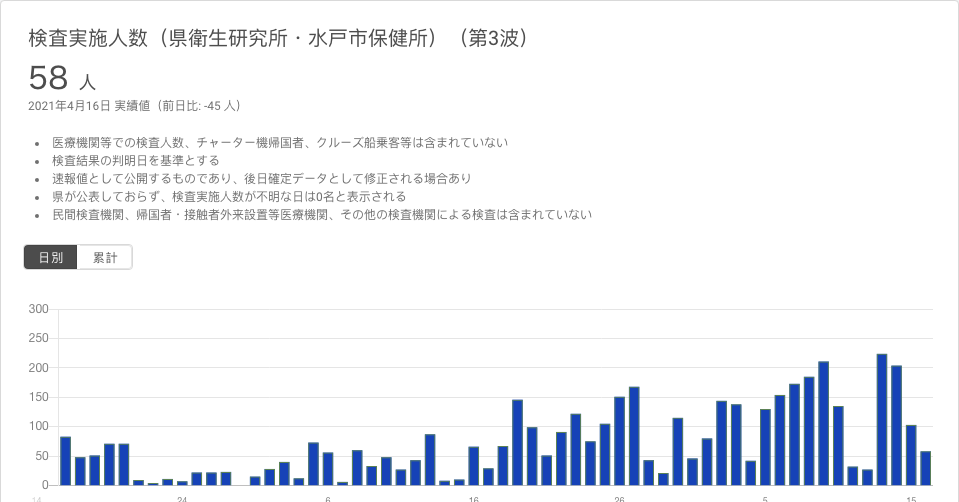 検査実施人数（県衛生研究所・水戸市保健所）（第3波）
58 人
2021年4月16日 実績値（前日比: -45 人）
• 医療機関等での検査人数、チャーター機帰国者、クルーズ船乗客等は含まれていない
• 検査結果の判明日を基準とする
• 速報値として公開するものであり、後日確定データとして修正される場合あり
• 県が公表しておらず、検査実施人数が不明な日は0名と表示される
• 民間検査機関、帰国者・接触者外来設置等医療機関、その他の検査機関による検査は含まれていない
日別 累計
300
250
200
150
100
50
0
14 24 6 16 26 5 15